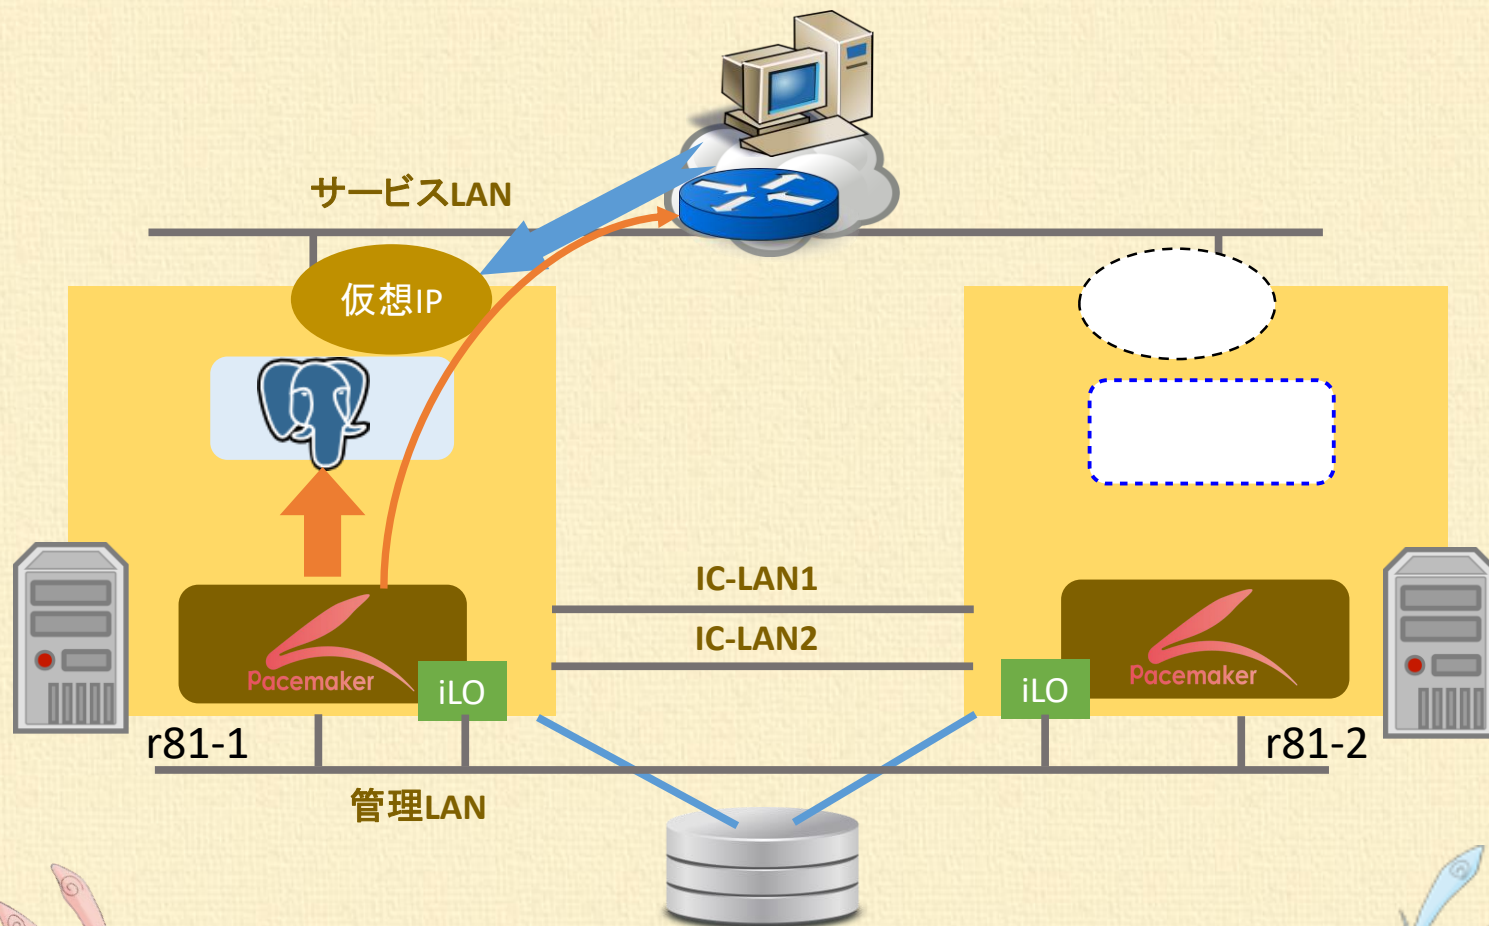 サービスLAN
仮想IP
IC-LAN1
IC-LAN2
Pacemaker
iLO
iLO
Pacemaker
r81-1
r81-2
管理LAN